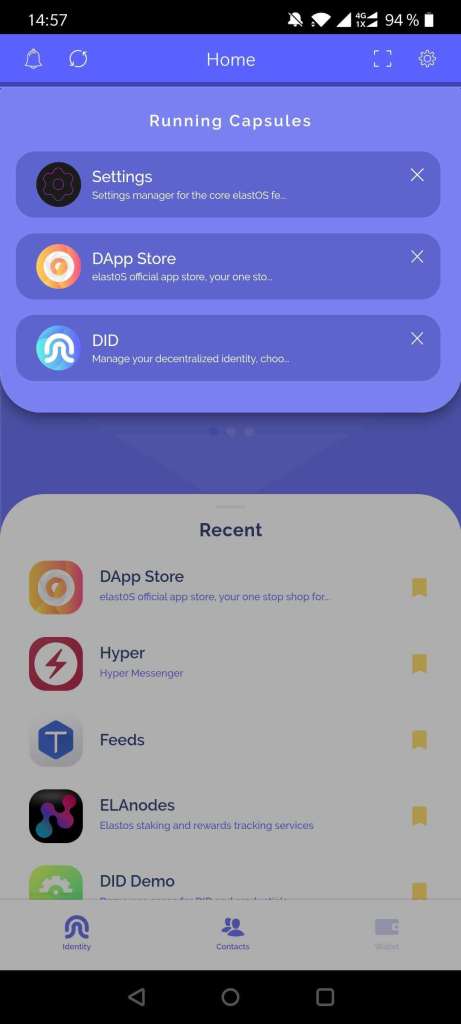 14:57
4G
1X
94 %
Home
Running Capsules
Settings
Settings manager for the core elastOS fe...
DApp Store
elastOS official app store, your one sto...
DID
Manage your decentralized identity, choo...
Recent
DApp Store
elastOS official app store, your one stop shop for...
Hyper
Hyper Messenger
Feeds
ELAnodes
Elastos staking and rewards tracking services
DID Demo
Identity
Contacts
Wallet